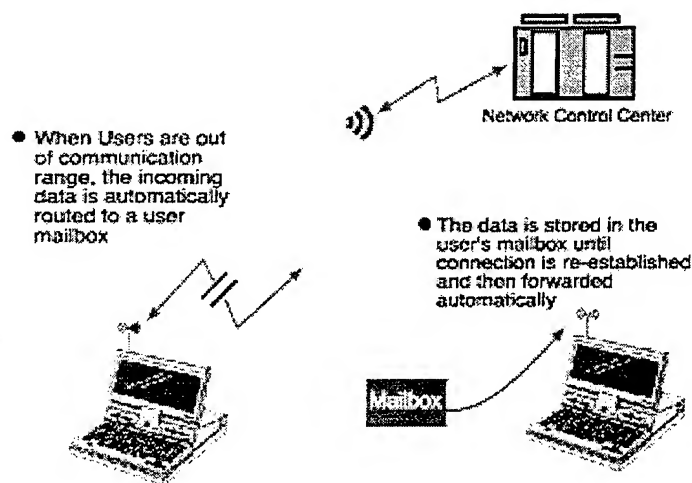 Network Control Center
● When Users are out
of communication
range, the incoming
data is automatically
routed to a user
mailbox
● The data is stored in the
user's mailbox until
connection is re-established
and then forwarded
automatically
Mailbox